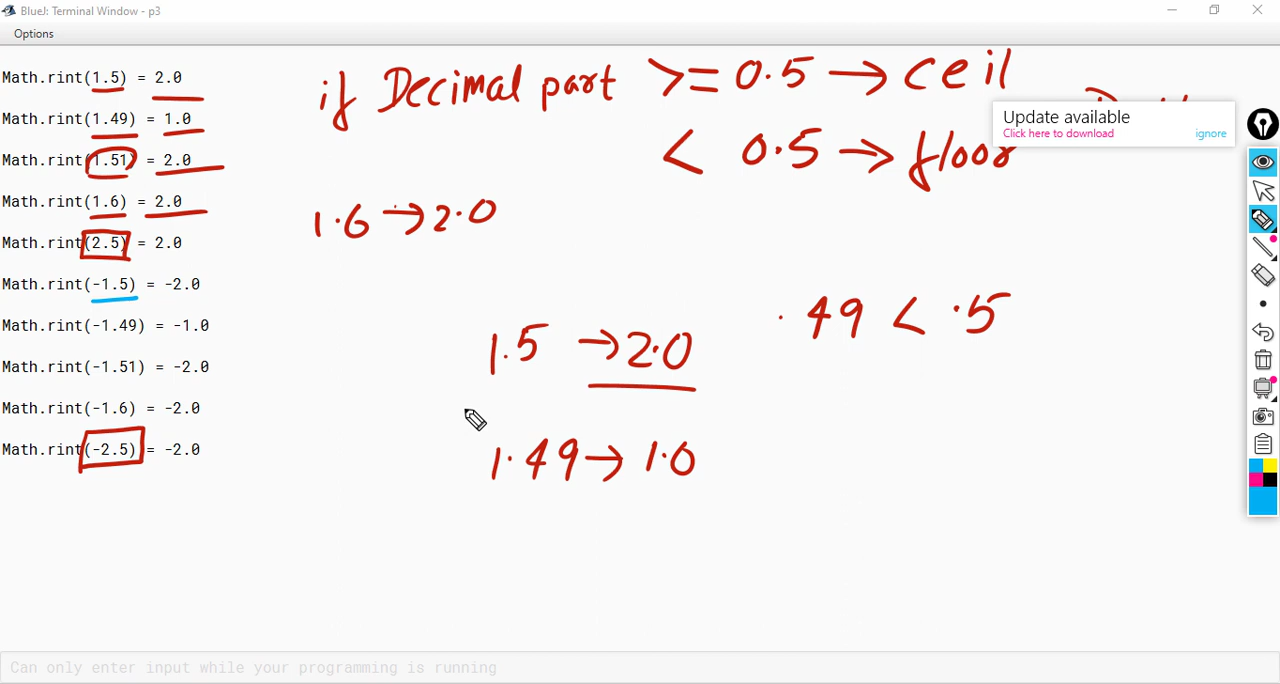 BlueJ: Terminal Window - p3
Options
Math.rint(1.5) = 2.0
Math.rint(1.49) = 1.0
Math.rint(1.51) = 2.0
Math.rint(1.6) = 2.0
Math.rint(2.5) = 2.0
Math.rint(-1.5) = -2.0
Math.rint(-1.49) = -1.0
Math.rint(-1.51) = -2.0
Math.rint(-1.6) = -2.0
Math.rint(-2.5) = -2.0
if Decimal part >= 0.5 → ceil
< 0.5 → floor
1.6 → 2.0
.49 < .5
1.5 → 2.0
1.49 → 1.0
Update available
Click here to download ignore
Can only enter input while your programming is running